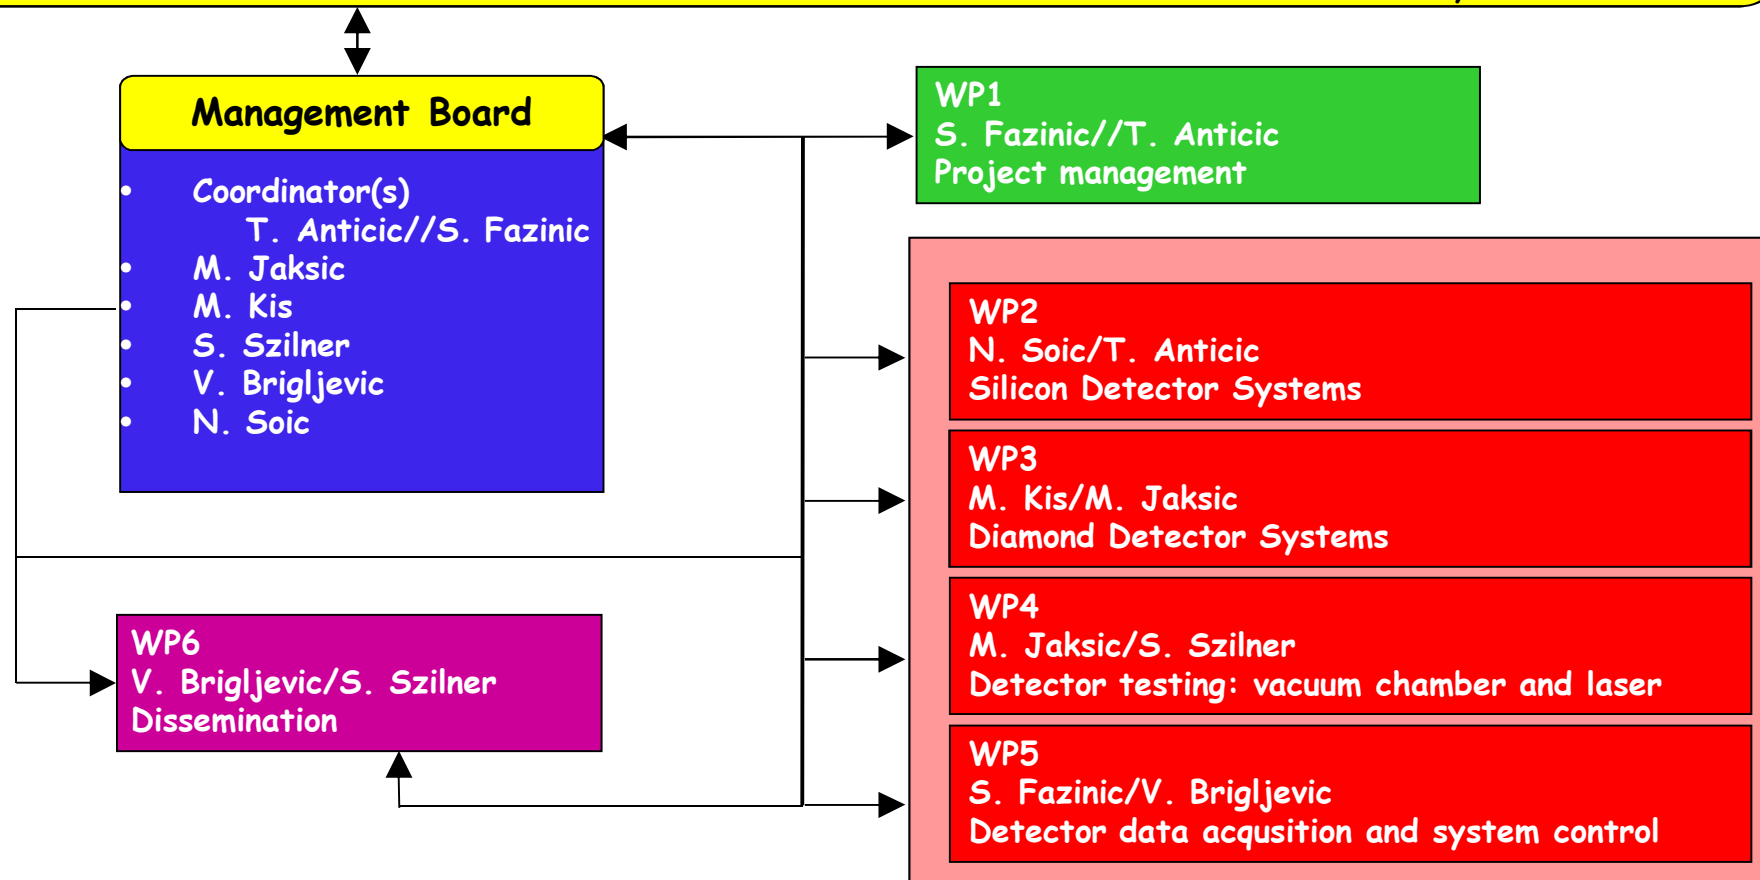 Management Board
• Coordinator(s)
T. Anticic//S. Fazinic
• M. Jaksic
• M. Kis
• S. Szilner
• V. Brigljevic
• N. Soic
WP1
S. Fazinic//T. Anticic
Project management
WP2
N. Soic/T. Anticic
Silicon Detector Systems
WP3
M. Kis/M. Jaksic
Diamond Detector Systems
WP4
M. Jaksic/S. Szilner
Detector testing: vacuum chamber and laser
WP5
S. Fazinic/V. Brigljevic
Detector data acqusition and system control
WP6
V. Brigljevic/S. Szilner
Dissemination